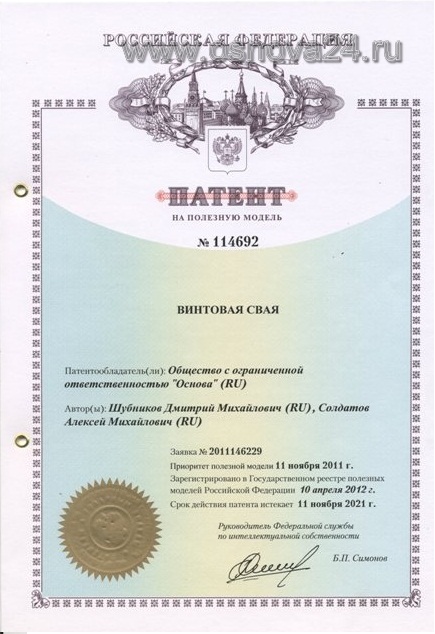 www.osnova24.ru
РОССИЙСКАЯ ФЕДЕРАЦИЯ
ПАТЕНТ
НА ПОЛЕЗНУЮ МОДЕЛЬ
№ 114692
ВИНТОВАЯ СВАЯ
Патентообладатель(ли): Общество с ограниченной
ответственностью "Основа" (RU)
Автор(ы): Шубников Дмитрий Михайлович (RU), Солдатов
Алексей Михайлович (RU)
Заявка № 2011146229
Приоритет полезной модели 11 ноября 2011 г.
Зарегистрировано в Государственном реестре полезных
моделей Российской Федерации 10 апреля 2012 г.
Срок действия патента истекает 11 ноября 2021 г.
Руководитель Федеральной службы
по интеллектуальной собственности
Б.П. Симонов